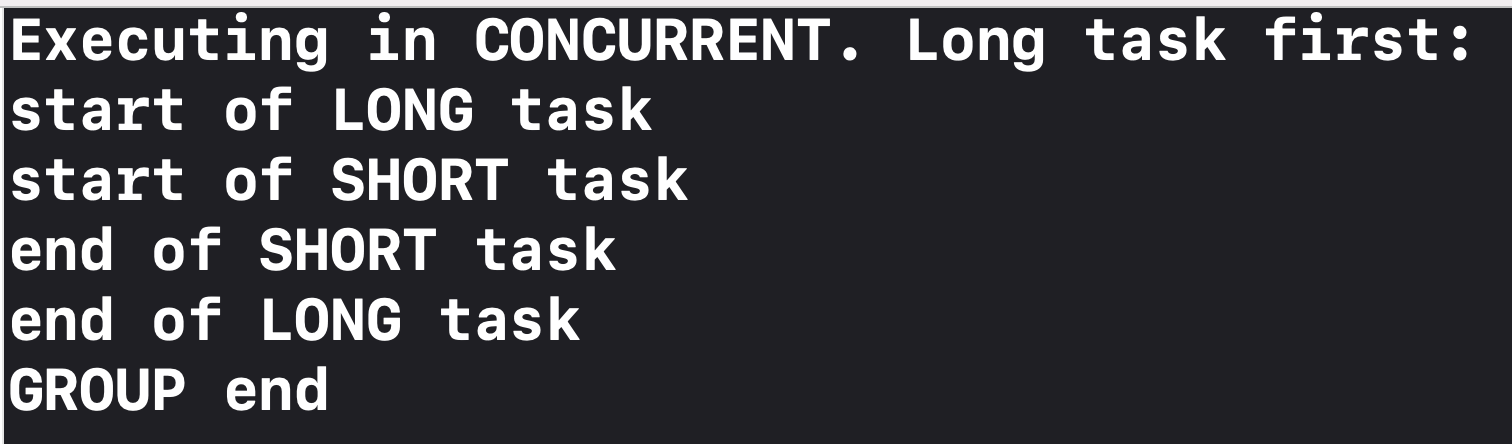 Executing in CONCURRENT. Long task first:
start of LONG task
start of SHORT task
end of SHORT task
end of LONG task
GROUP end